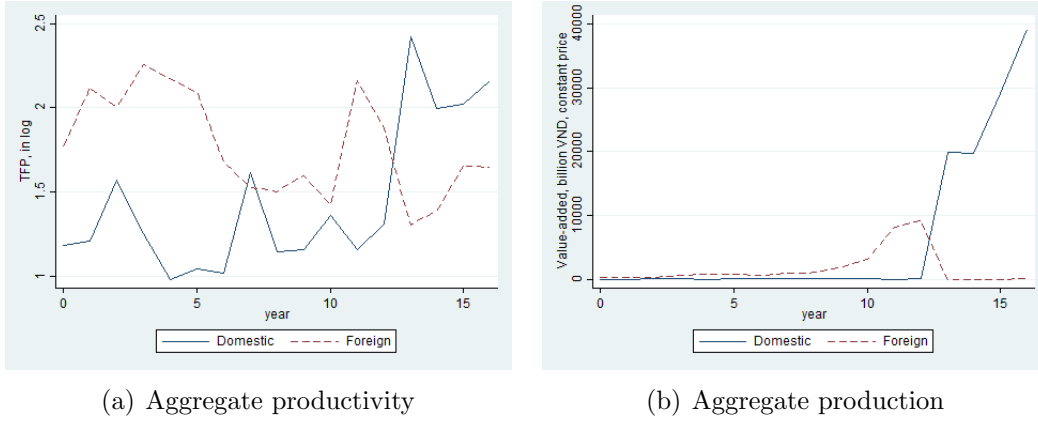 TFP, in log
2.5
2
1.5
1
0
5
10
15
year
Domestic
Foreign
(a) Aggregate productivity
Value-added, billion VND, constant price
40000
30000
20000
10000
0
0
5
10
15
year
Domestic
Foreign
(b) Aggregate production